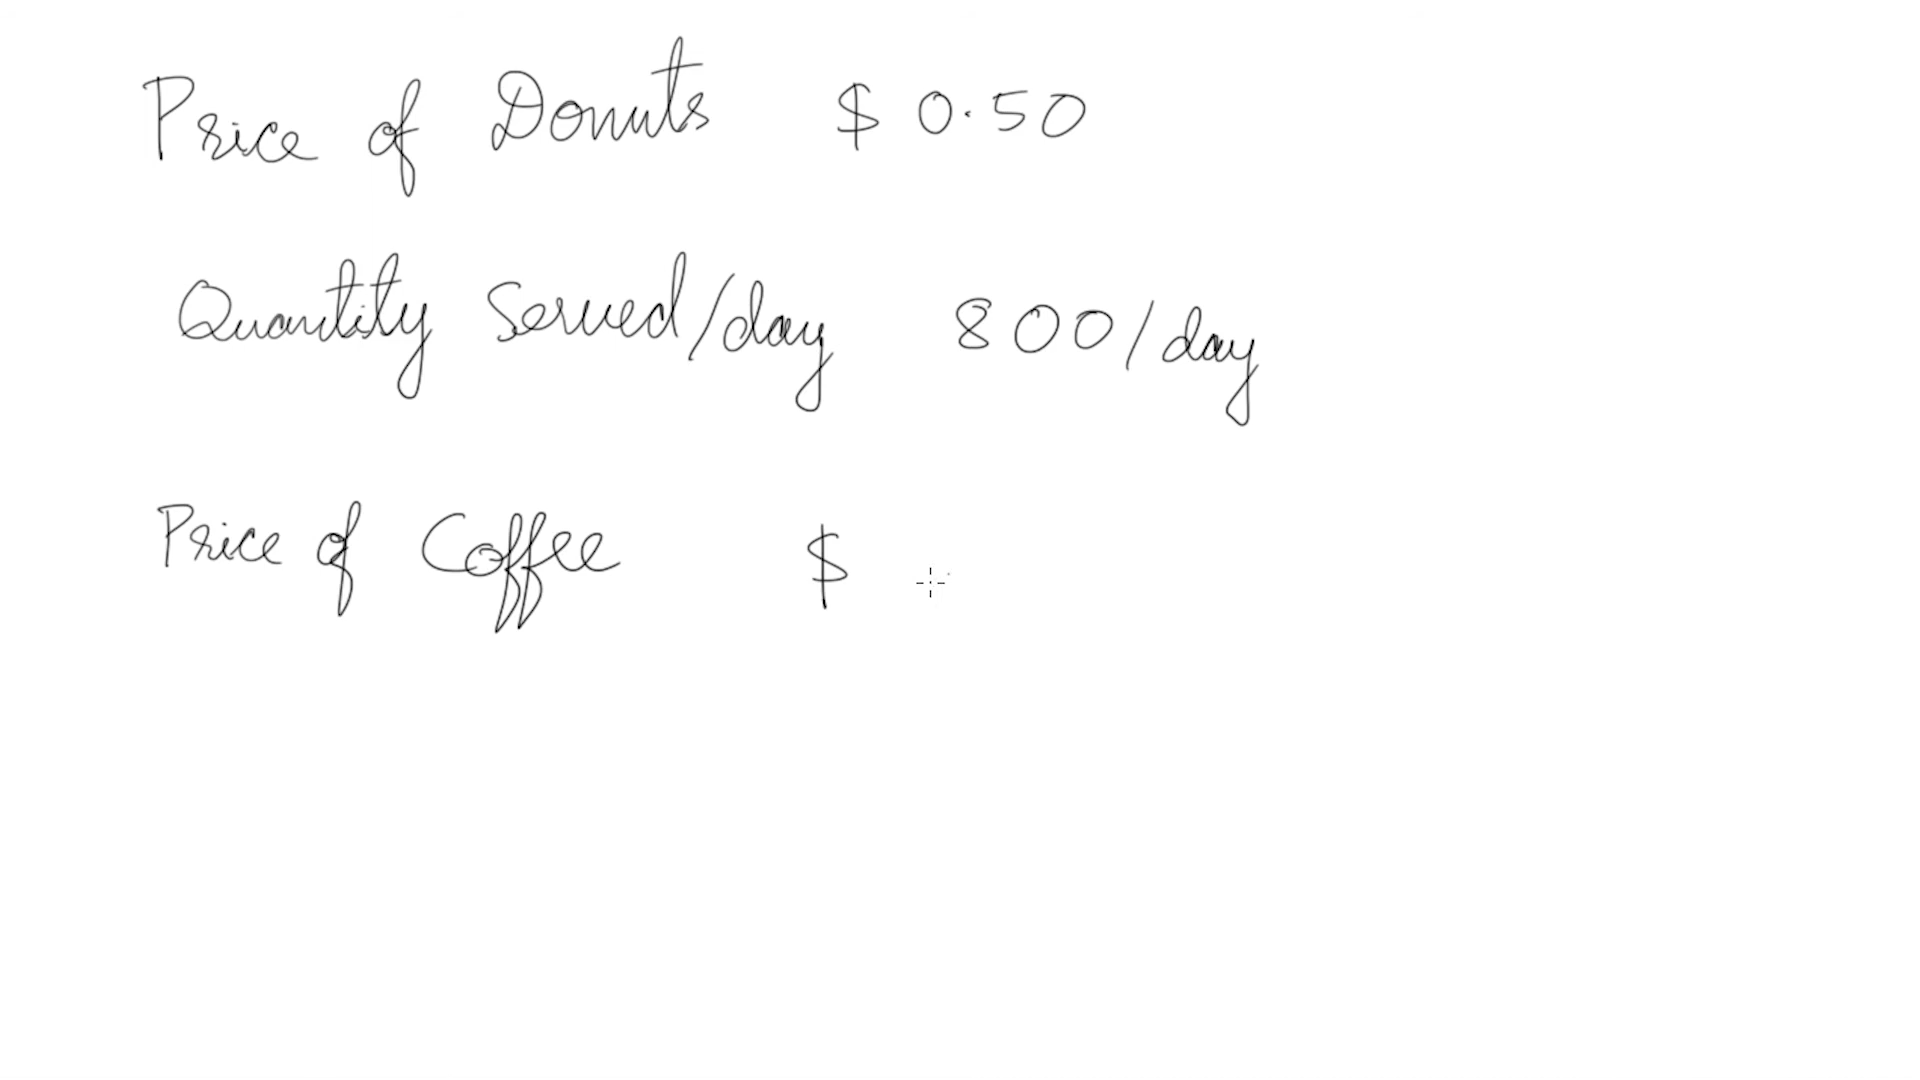 Price of Donuts $ 0.50
Quantity Served/day 800/day
Price of Coffee $